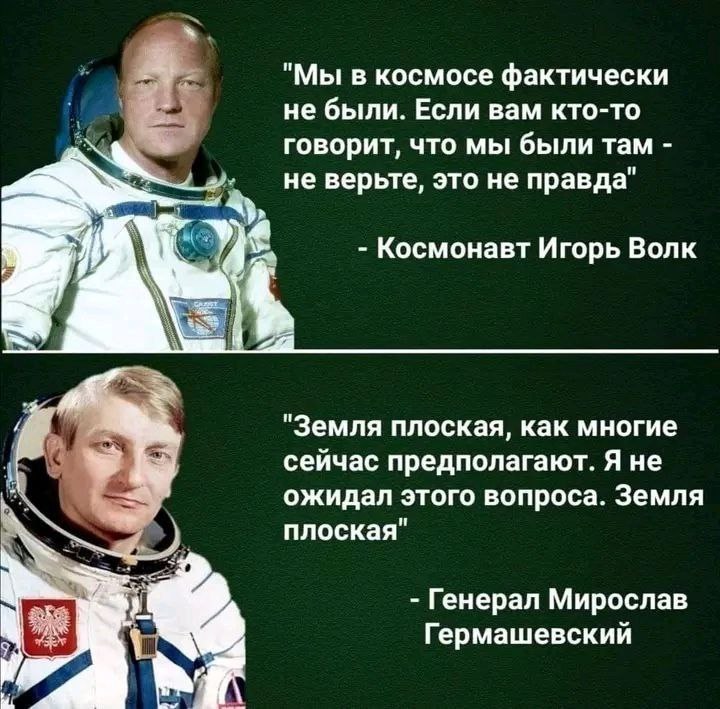 "Мы в космосе фактически
не были. Если вам кто-то
говорит, что мы были там -
не верьте, это не правда"
- Космонавт Игорь Волк
"Земля плоская, как многие
сейчас предполагают. Я не
ожидал этого вопроса. Земля
плоская"
- Генерал Мирослав
Гермашевский